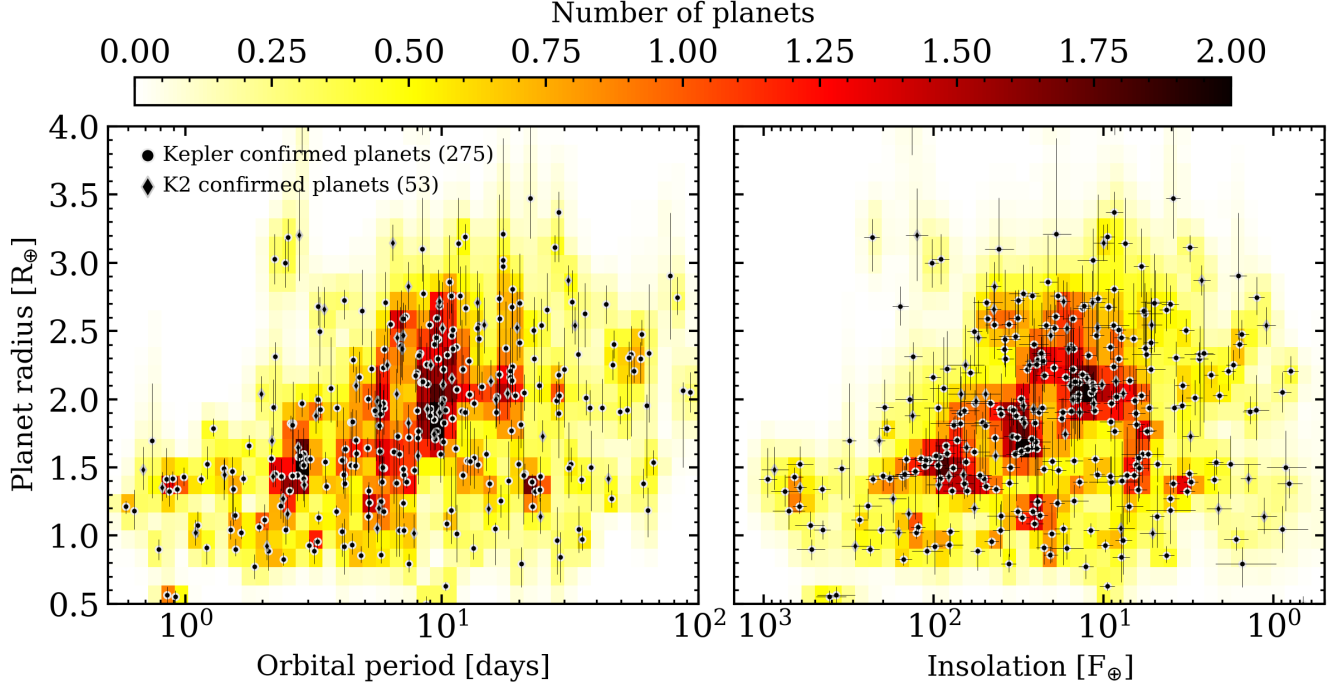 Number of planets
0.00 0.25 0.50 0.75 1.00 1.25 1.50 1.75 2.00
4.0
3.5
3.0
2.5
2.0
1.5
1.0
0.5
Planet radius [R⊕]
Kepler confirmed planets (275)
K2 confirmed planets (53)
10⁰ 10¹ 10²
Orbital period [days]
10³ 10² 10¹ 10⁰
Insolation [F⊕]